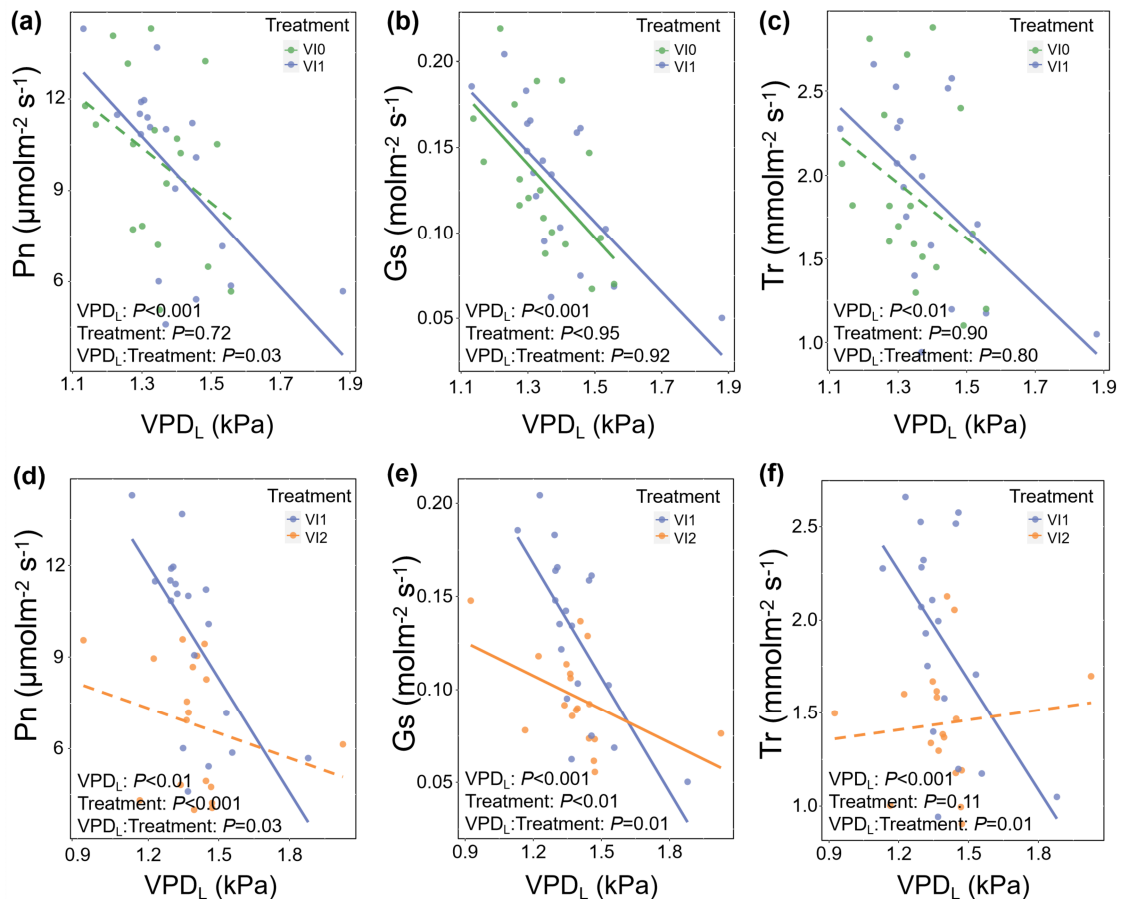 (a)
Treatment
VI0
VI1
12
9
6
Pn (µmolm-2 s-1)
VPDL: P<0.001
Treatment: P=0.72
VPDL:Treatment: P=0.03
1.1 1.3 1.5 1.7 1.9
VPDL (kPa)
(b)
Treatment
VI0
VI1
0.20
0.15
0.10
0.05
Gs (molm-2 s-1)
VPDL: P<0.001
Treatment: P<0.95
VPDL:Treatment: P=0.92
1.1 1.3 1.5 1.7 1.9
VPDL (kPa)
(c)
Treatment
VI0
VI1
2.5
2.0
1.5
1.0
Tr (mmolm-2 s-1)
VPDL: P<0.01
Treatment: P=0.90
VPDL:Treatment: P=0.80
1.1 1.3 1.5 1.7 1.9
VPDL (kPa)
(d)
Treatment
VI1
VI2
12
9
6
Pn (µmolm-2 s-1)
VPDL: P<0.01
Treatment: P<0.001
VPDL:Treatment: P=0.03
0.9 1.2 1.5 1.8
VPDL (kPa)
(e)
Treatment
VI1
VI2
0.20
0.15
0.10
0.05
Gs (molm-2 s-1)
VPDL: P<0.001
Treatment: P<0.01
VPDL:Treatment: P=0.01
0.9 1.2 1.5 1.8
VPDL (kPa)
(f)
Treatment
VI1
VI2
2.5
2.0
1.5
1.0
Tr (mmolm-2 s-1)
VPDL: P<0.001
Treatment: P=0.11
VPDL:Treatment: P=0.01
0.9 1.2 1.5 1.8
VPDL (kPa)